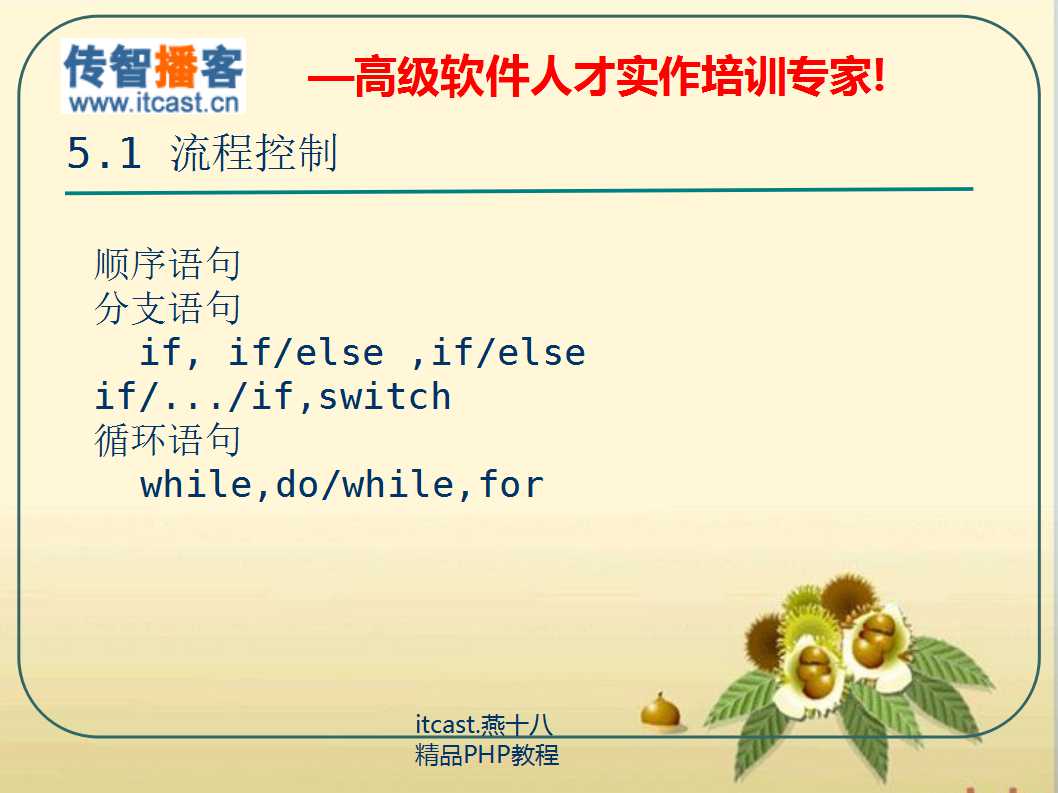 传智播客
www.itcast.cn
—高级软件人才实作培训专家!
5.1 流程控制
顺序语句
分支语句
if, if/else ,if/else
if/.../if,switch
循环语句
while,do/while,for
itcast.燕十八
精品PHP教程